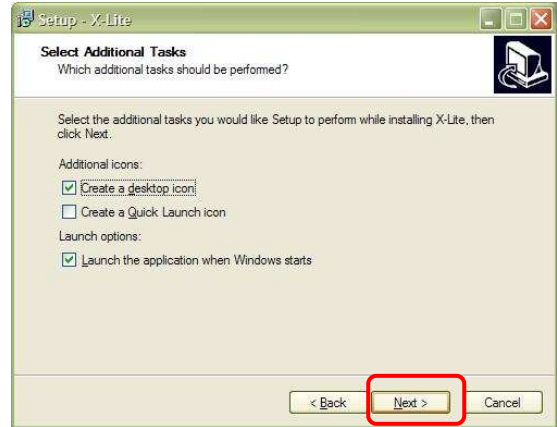 Setup - X-Lite
Select Additional Tasks
Which additional tasks should be performed?
Select the additional tasks you would like Setup to perform while installing X-Lite, then
click Next.
Additional icons:
Create a desktop icon
Create a Quick Launch icon
Launch options:
Launch the application when Windows starts
< Back Next > Cancel